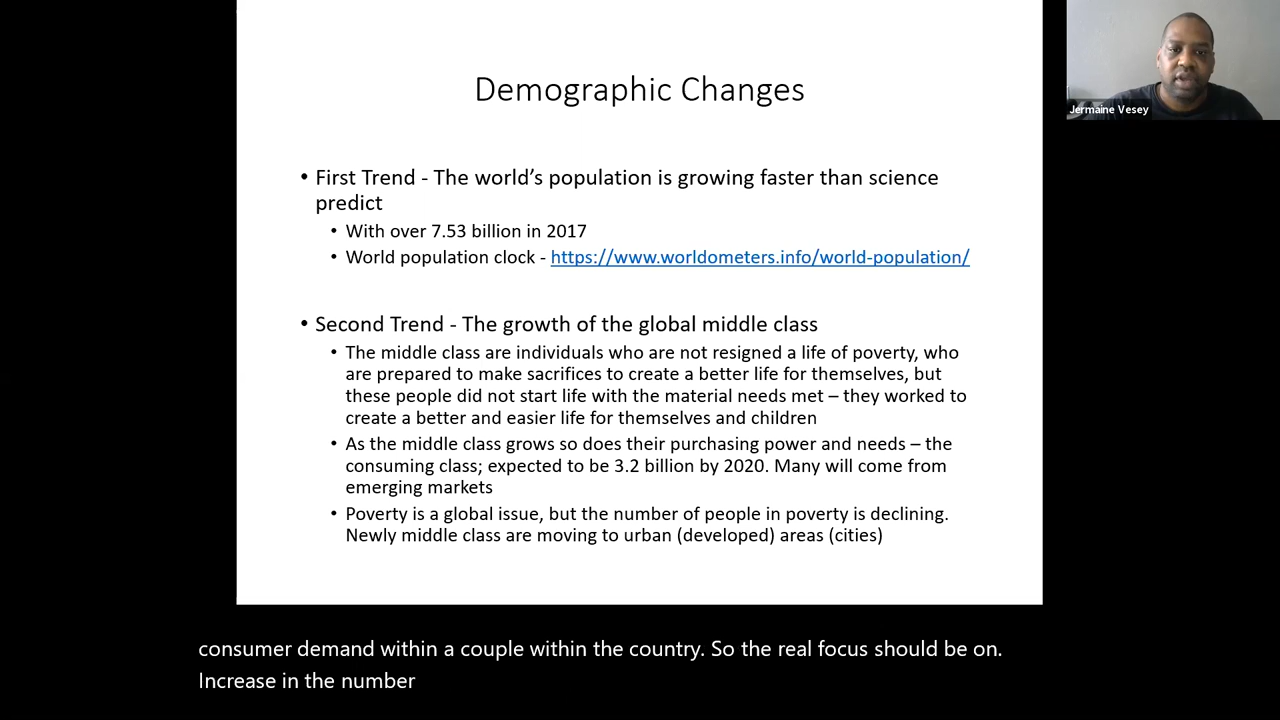 Demographic Changes
• First Trend - The world’s population is growing faster than science
predict
• With over 7.53 billion in 2017
• World population clock - https://www.worldometers.info/world-population/
• Second Trend - The growth of the global middle class
• The middle class are individuals who are not resigned a life of poverty, who
are prepared to make sacrifices to create a better life for themselves, but
these people did not start life with the material needs met – they worked to
create a better and easier life for themselves and children
• As the middle class grows so does their purchasing power and needs – the
consuming class; expected to be 3.2 billion by 2020. Many will come from
emerging markets
• Poverty is a global issue, but the number of people in poverty is declining.
Newly middle class are moving to urban (developed) areas (cities)
Jermaine Vesey
consumer demand within a couple within the country. So the real focus should be on.
Increase in the number